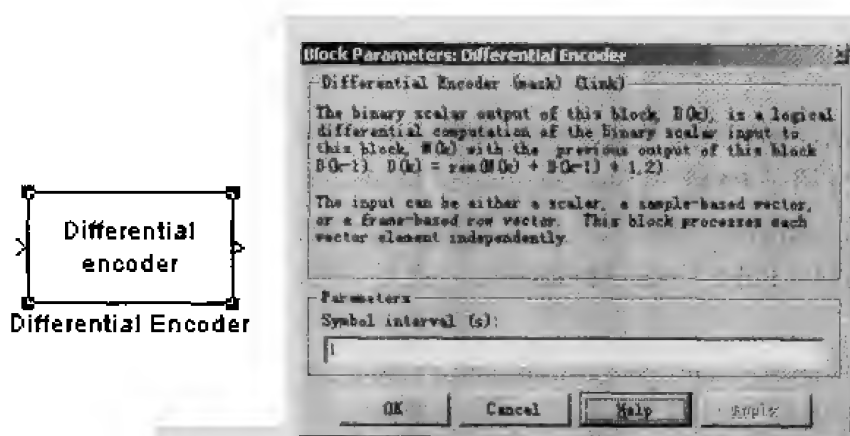 Differential
encoder
Differential Encoder
Block Parameters: Differential Encoder
Differential Encoder (mask) (link)
The binary scalar output of this block, D(k), is a logical
differential computation of the binary scalar input to
this block, M(k) with the previous output of this block
D(k-1). D(k) = rem(M(k) + D(k-1) + 1,2)
The input can be either a scalar, a sample-based vector,
or a frame-based row vector. This block processes each
vector element independently.
Parameters
Symbol interval (s):
1
OK
Cancel
Help
Apply